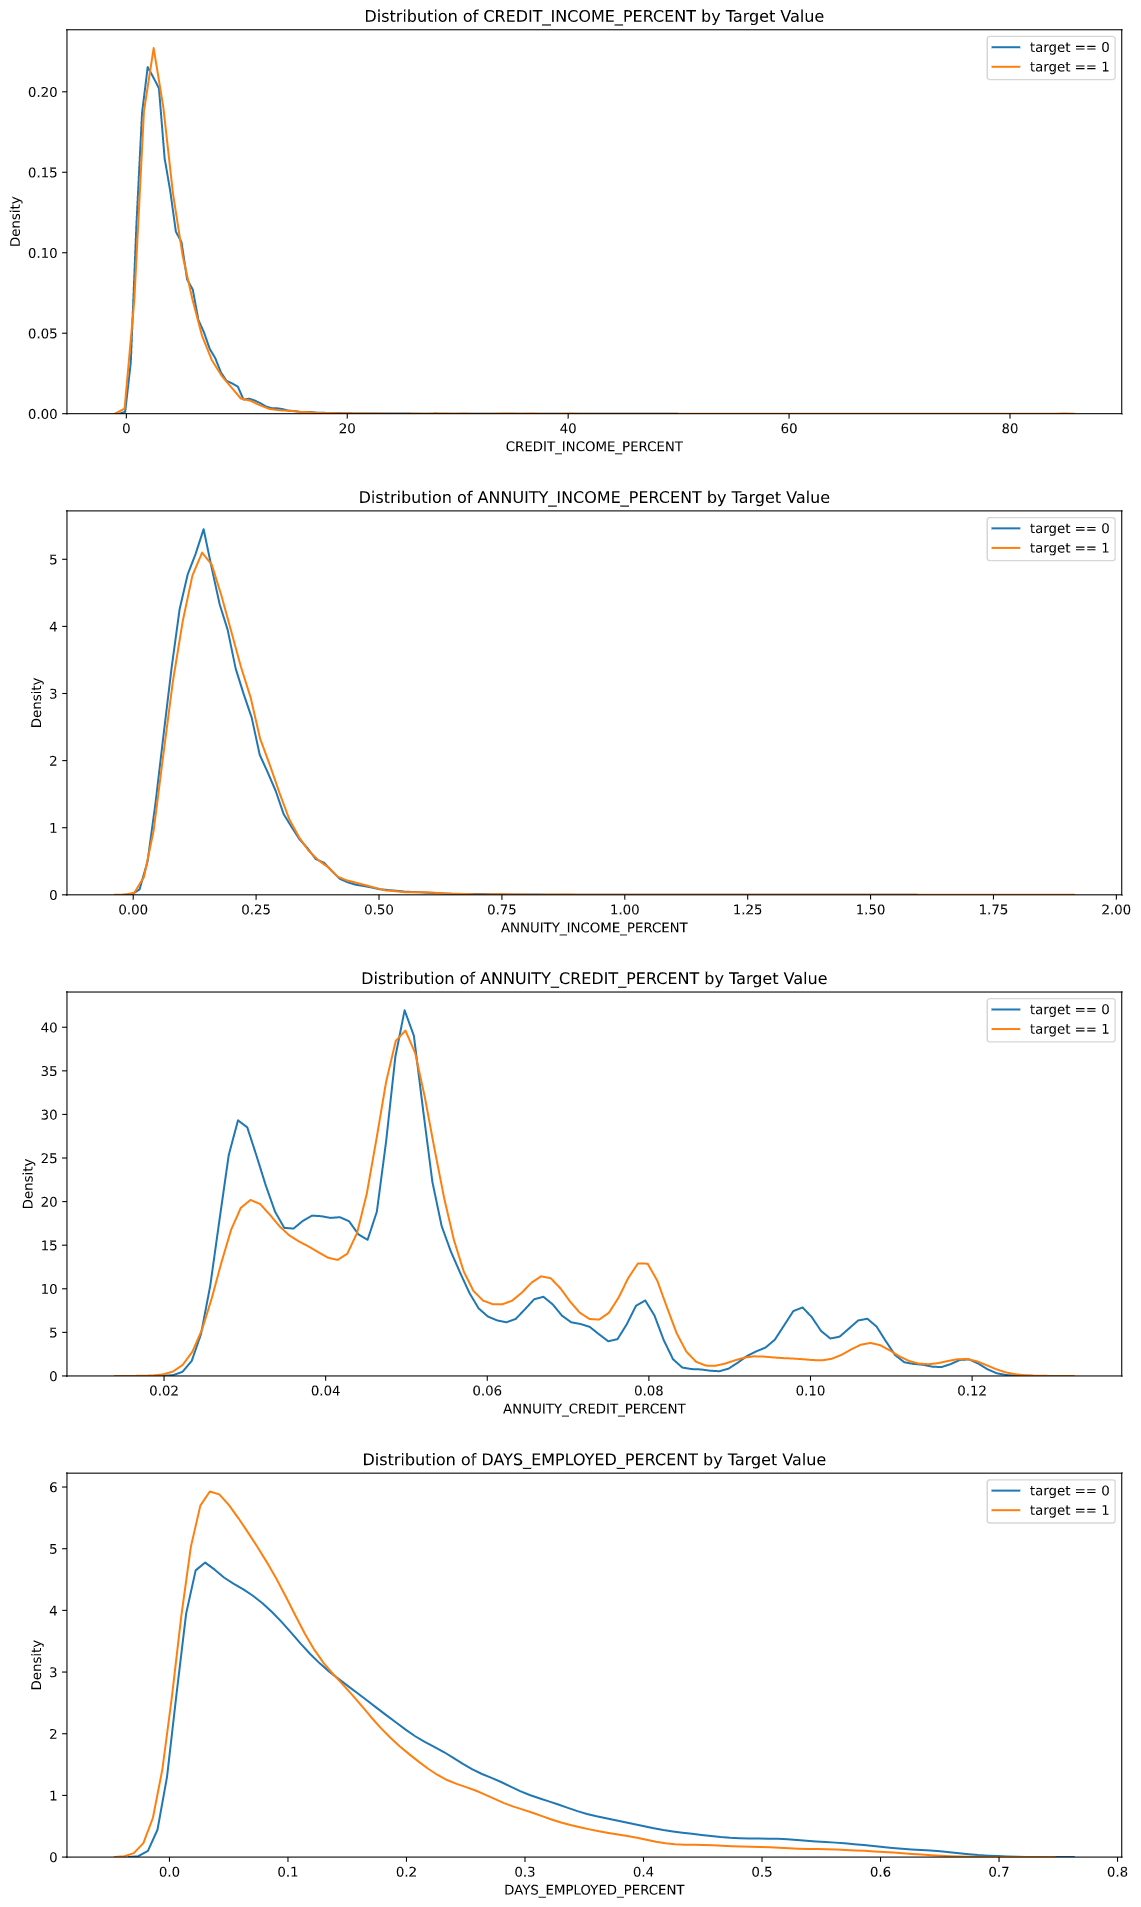 Distribution of CREDIT_INCOME_PERCENT by Target Value
target == 0
target == 1
0.20
0.15
0.10
0.05
0.00
Density
0 20 40 60 80
CREDIT_INCOME_PERCENT
Distribution of ANNUITY_INCOME_PERCENT by Target Value
target == 0
target == 1
5
4
3
2
1
0
Density
0.00 0.25 0.50 0.75 1.00 1.25 1.50 1.75 2.00
ANNUITY_INCOME_PERCENT
Distribution of ANNUITY_CREDIT_PERCENT by Target Value
target == 0
target == 1
40
35
30
25
20
15
10
5
0
Density
0.02 0.04 0.06 0.08 0.10 0.12
ANNUITY_CREDIT_PERCENT
Distribution of DAYS_EMPLOYED_PERCENT by Target Value
target == 0
target == 1
6
5
4
3
2
1
0
Density
0.0 0.1 0.2 0.3 0.4 0.5 0.6 0.7 0.8
DAYS_EMPLOYED_PERCENT